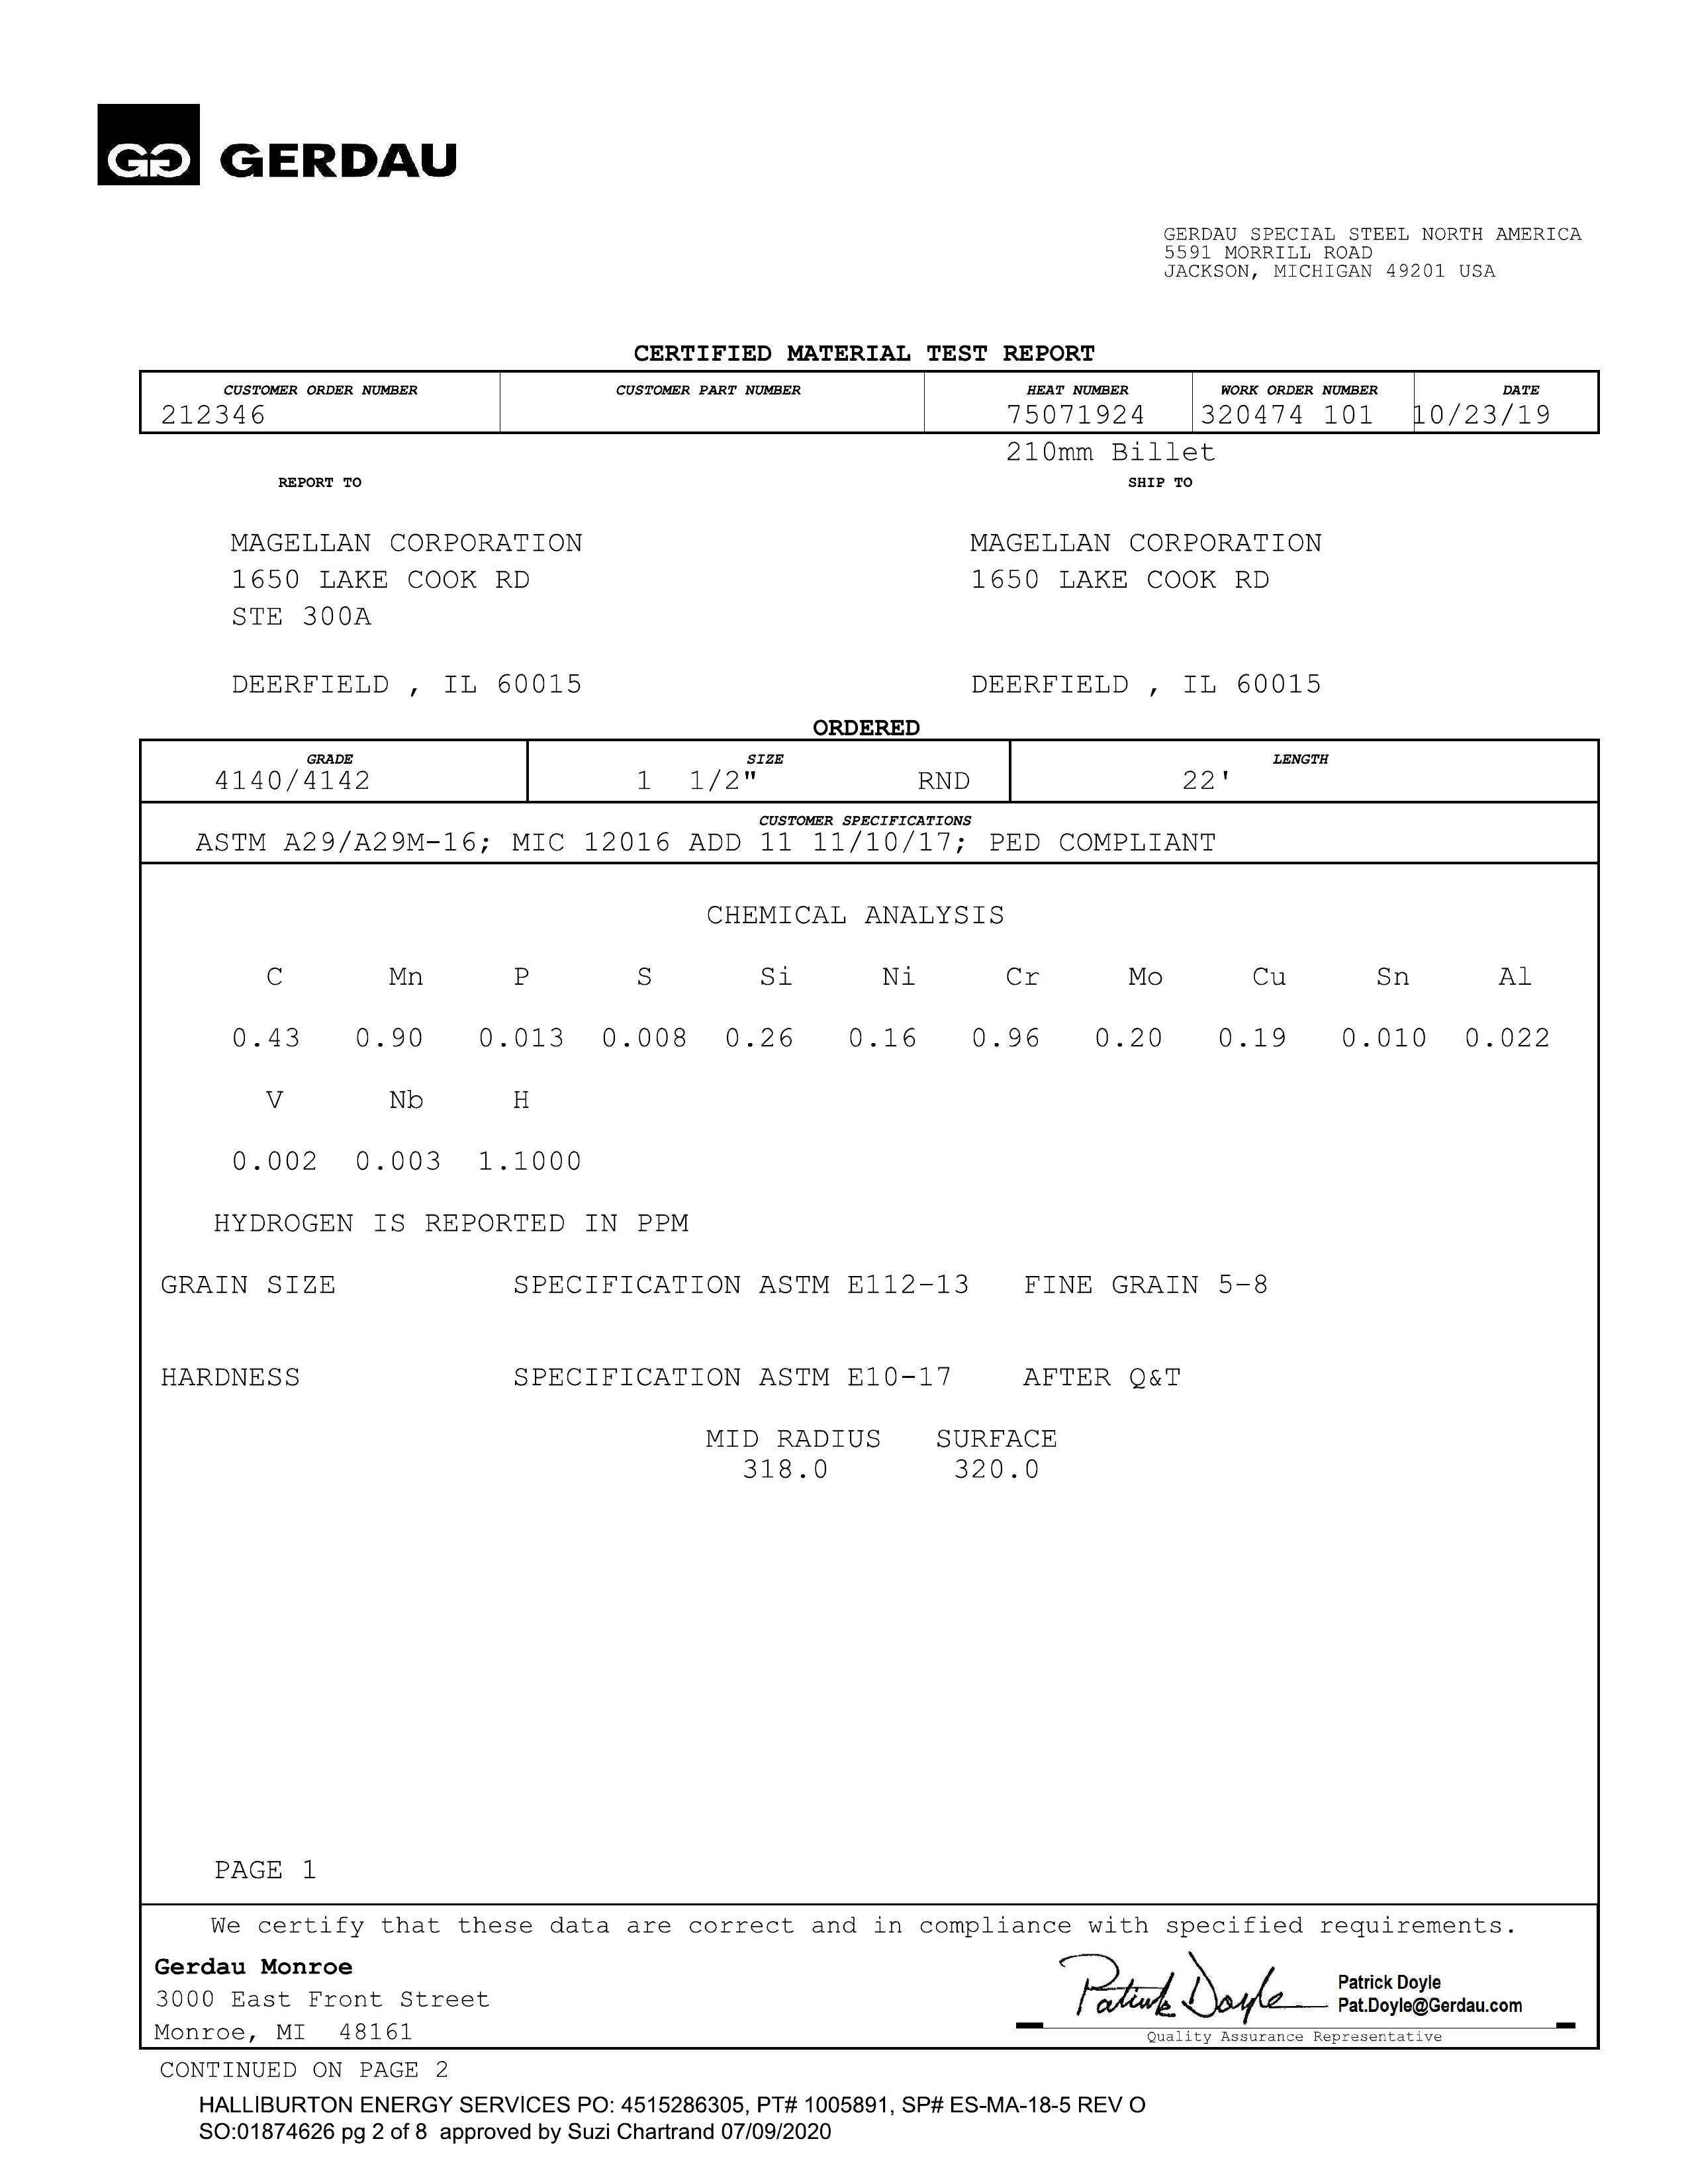 GERDAU
GERDAU SPECIAL STEEL NORTH AMERICA
5591 MORRILL ROAD
JACKSON, MICHIGAN 49201 USA
CERTIFIED MATERIAL TEST REPORT
CUSTOMER ORDER NUMBER CUSTOMER PART NUMBER HEAT NUMBER WORK ORDER NUMBER DATE
212346 75071924 320474 101 10/23/19
210mm Billet
REPORT TO SHIP TO
MAGELLAN CORPORATION MAGELLAN CORPORATION
1650 LAKE COOK RD 1650 LAKE COOK RD
STE 300A
DEERFIELD , IL 60015 DEERFIELD , IL 60015
ORDERED
GRADE SIZE LENGTH
4140/4142 1 1/2" RND 22'
CUSTOMER SPECIFICATIONS
ASTM A29/A29M-16; MIC 12016 ADD 11 11/10/17; PED COMPLIANT
CHEMICAL ANALYSIS
C Mn P S Si Ni Cr Mo Cu Sn Al
0.43 0.90 0.013 0.008 0.26 0.16 0.96 0.20 0.19 0.010 0.022
V Nb H
0.002 0.003 1.1000
HYDROGEN IS REPORTED IN PPM
GRAIN SIZE SPECIFICATION ASTM E112-13 FINE GRAIN 5-8
HARDNESS SPECIFICATION ASTM E10-17 AFTER Q&T
MID RADIUS SURFACE
318.0 320.0
PAGE 1
We certify that these data are correct and in compliance with specified requirements.
Gerdau Monroe
3000 East Front Street
Monroe, MI 48161
Patrick Doyle
Patrick Doyle
Pat.Doyle@Gerdau.com
Quality Assurance Representative
CONTINUED ON PAGE 2
HALLIBURTON ENERGY SERVICES PO: 4515286305, PT# 1005891, SP# ES-MA-18-5 REV O
SO:01874626 pg 2 of 8 approved by Suzi Chartrand 07/09/2020